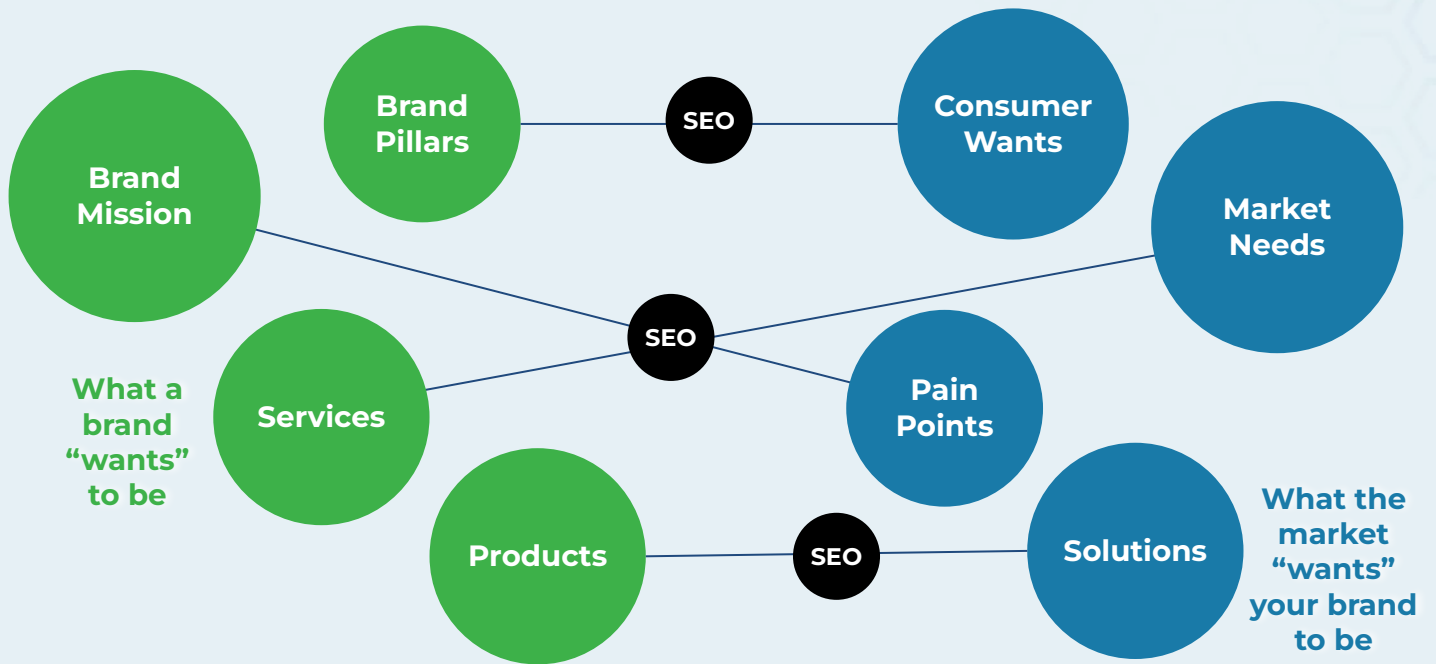 Brand
Pillars
SEO
Consumer
Wants
Brand
Mission
Market
Needs
SEO
What a
brand
“wants”
to be
Services
Pain
Points
Products
SEO
Solutions
What the
market
“wants”
your brand
to be